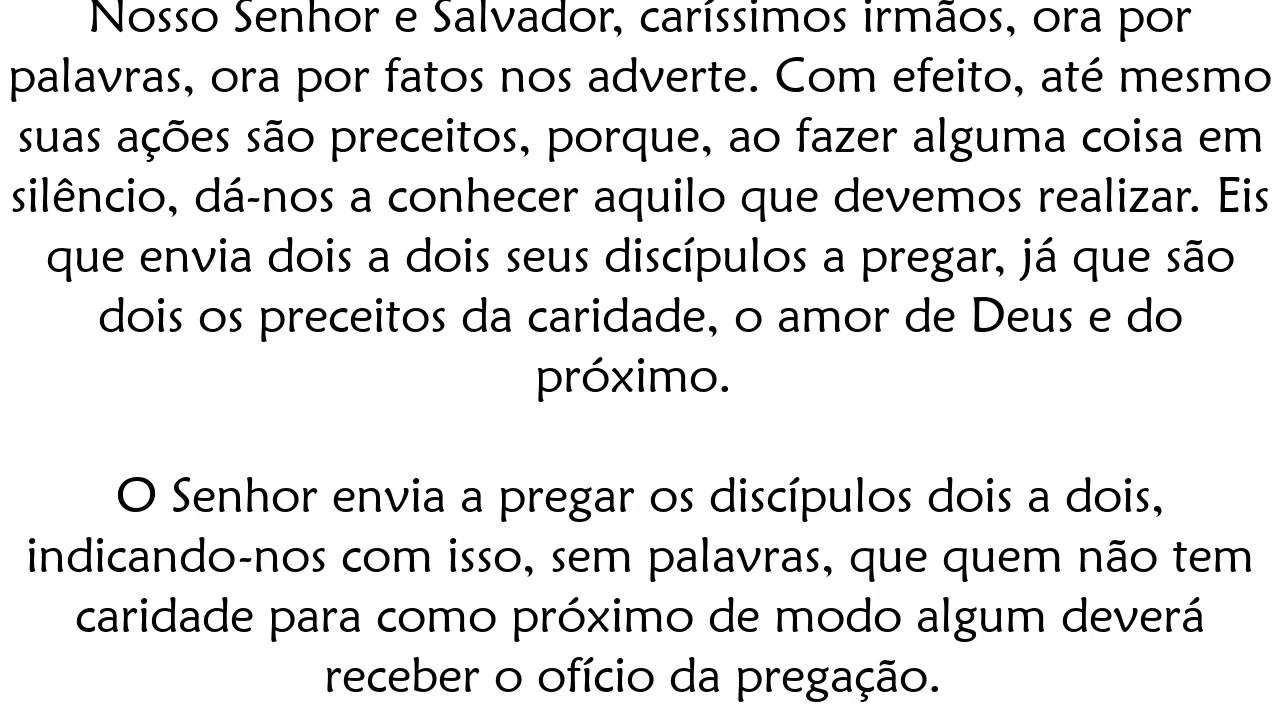 Nosso Senhor e Salvador, caríssimos irmãos, ora por
palavras, ora por fatos nos adverte. Com efeito, até mesmo
suas ações são preceitos, porque, ao fazer alguma coisa em
silêncio, dá-nos a conhecer aquilo que devemos realizar. Eis
que envia dois a dois seus discípulos a pregar, já que são
dois os preceitos da caridade, o amor de Deus e do
próximo.
O Senhor envia a pregar os discípulos dois a dois,
indicando-nos com isso, sem palavras, que quem não tem
caridade para como próximo de modo algum deverá
receber o ofício da pregação.